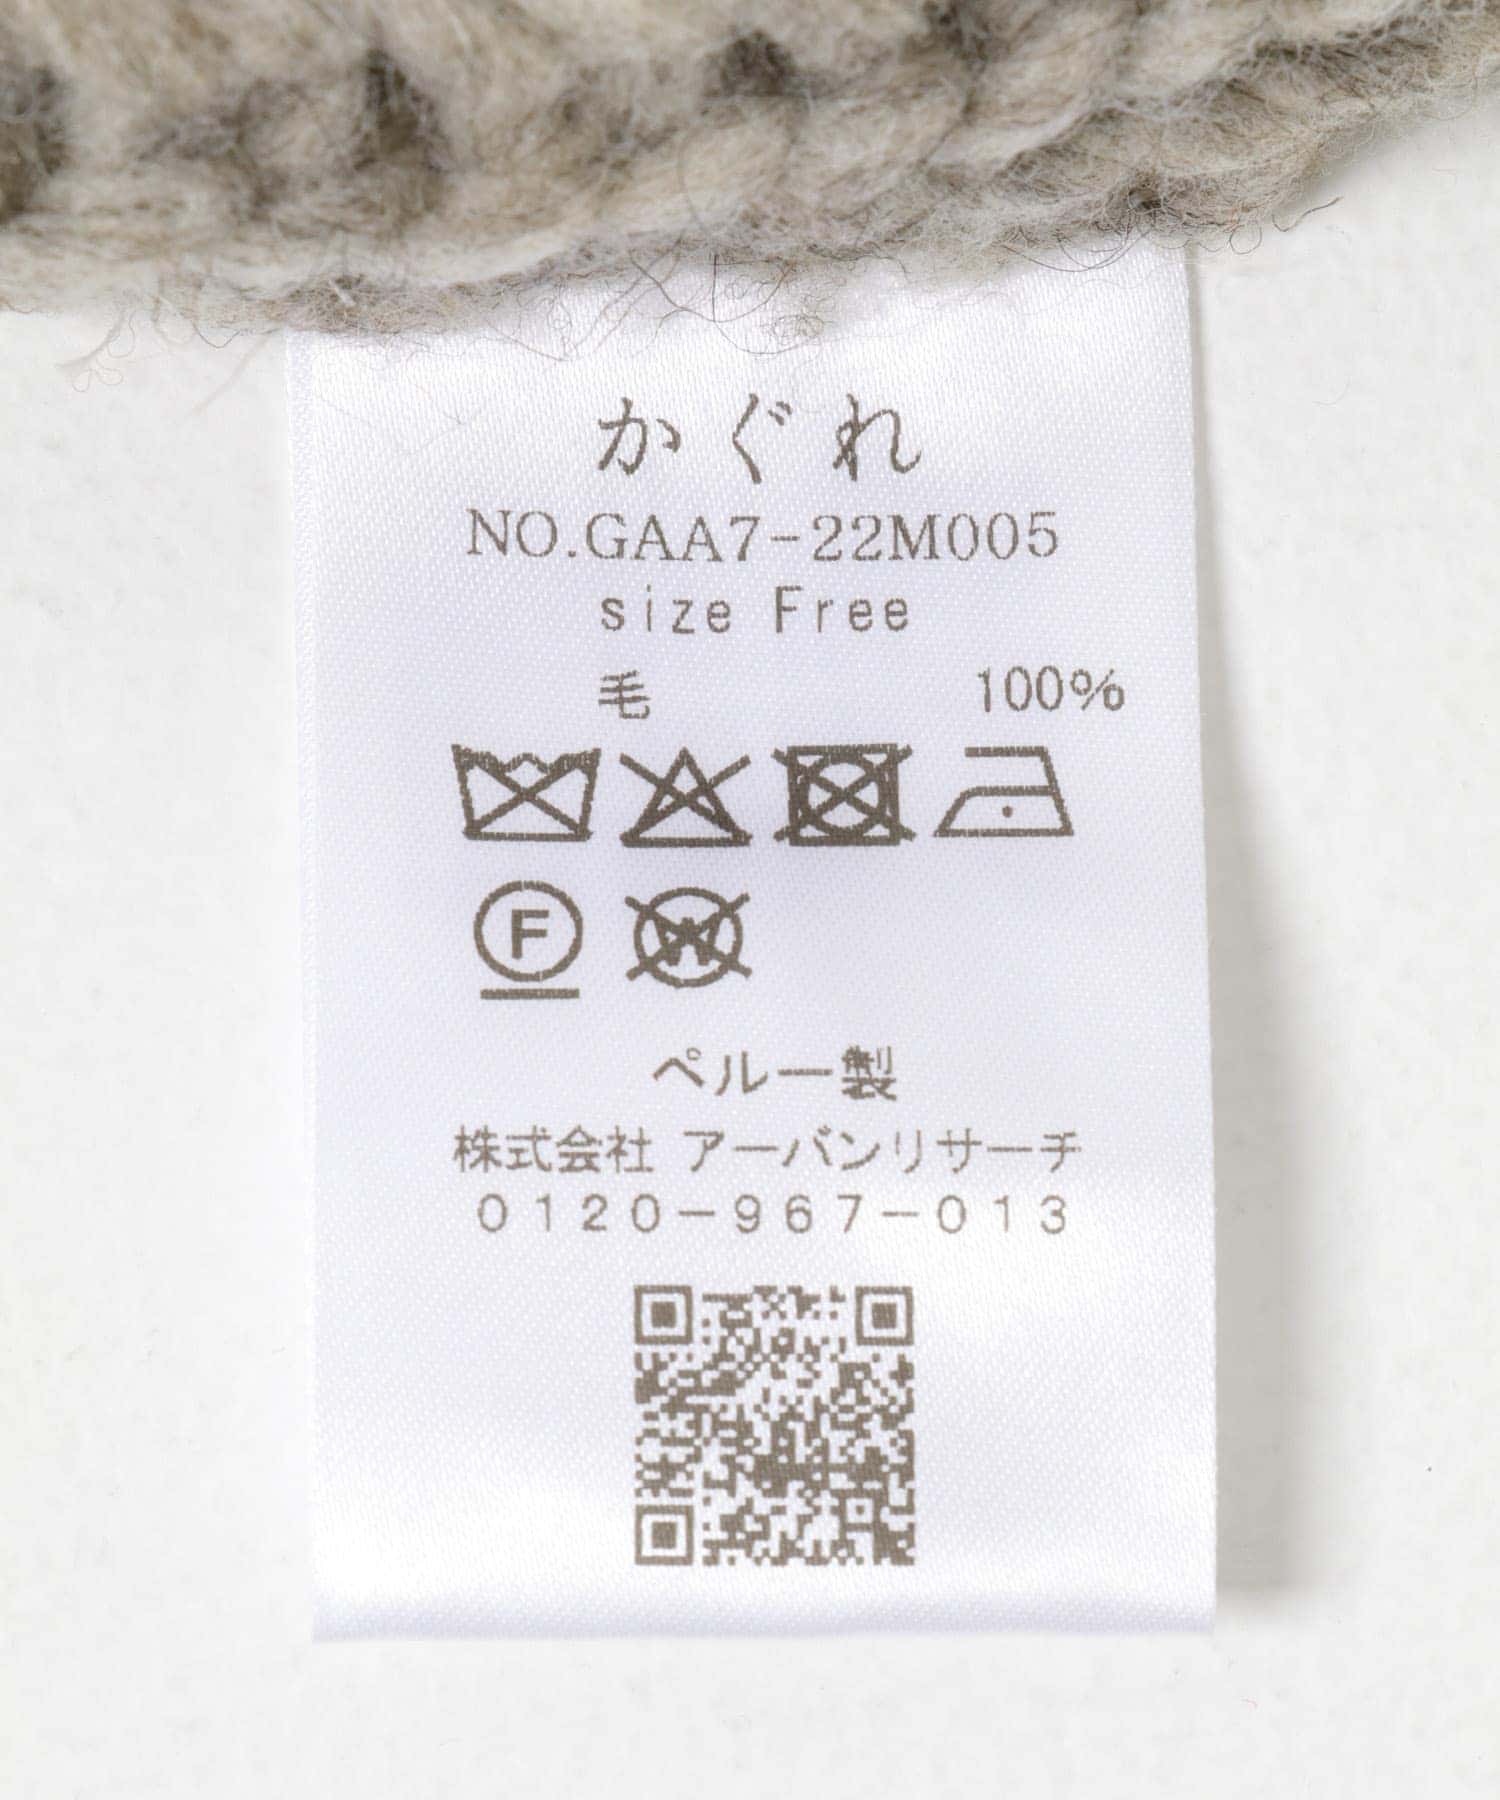 かぐれ
NO.GAA7-22M005
size Free
毛 100%
F
W
ペルー製
株式会社 アーバンリサーチ
0120-967-013